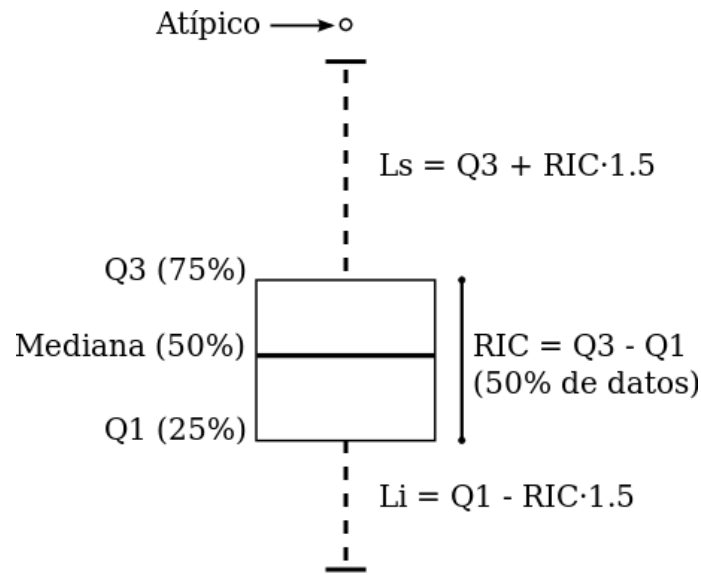 Atípico
Ls = Q3 + RIC·1.5
Q3 (75%)
Mediana (50%)
RIC = Q3 - Q1
(50% de datos)
Q1 (25%)
Li = Q1 - RIC·1.5